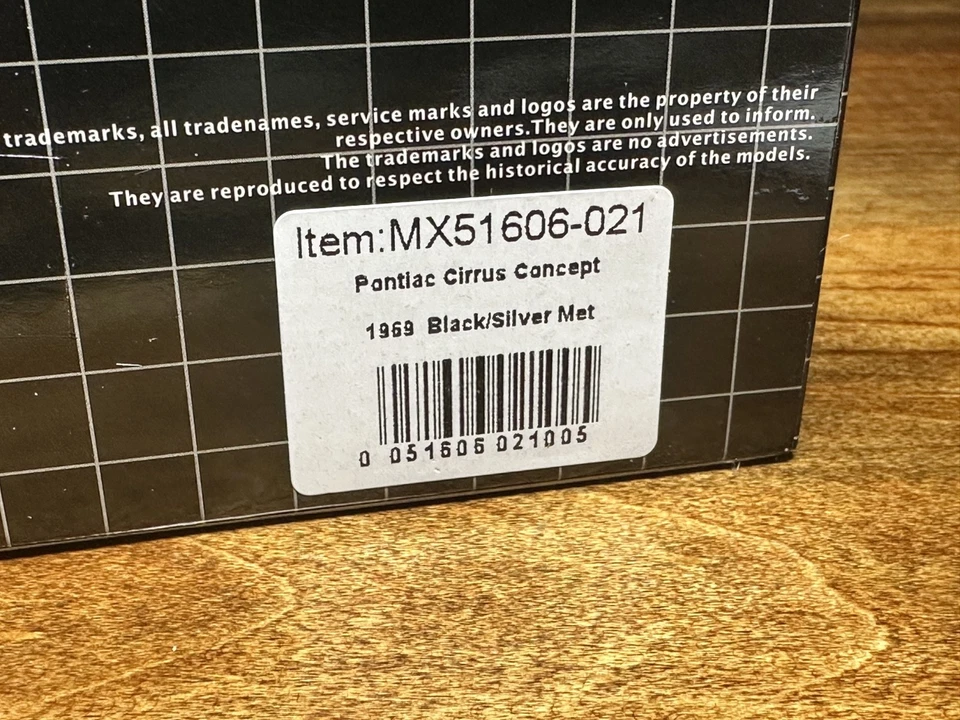 trademarks, all tradenames, service marks and logos are the property of their
respective owners.They are only used to inform.
The trademarks and logos are no advertisements.
They are reproduced to respect the historical accuracy of the models.
Item:MX51606-021
Pontiac Cirrus Concept
1969 Black/Silver Met
0 051606 021005